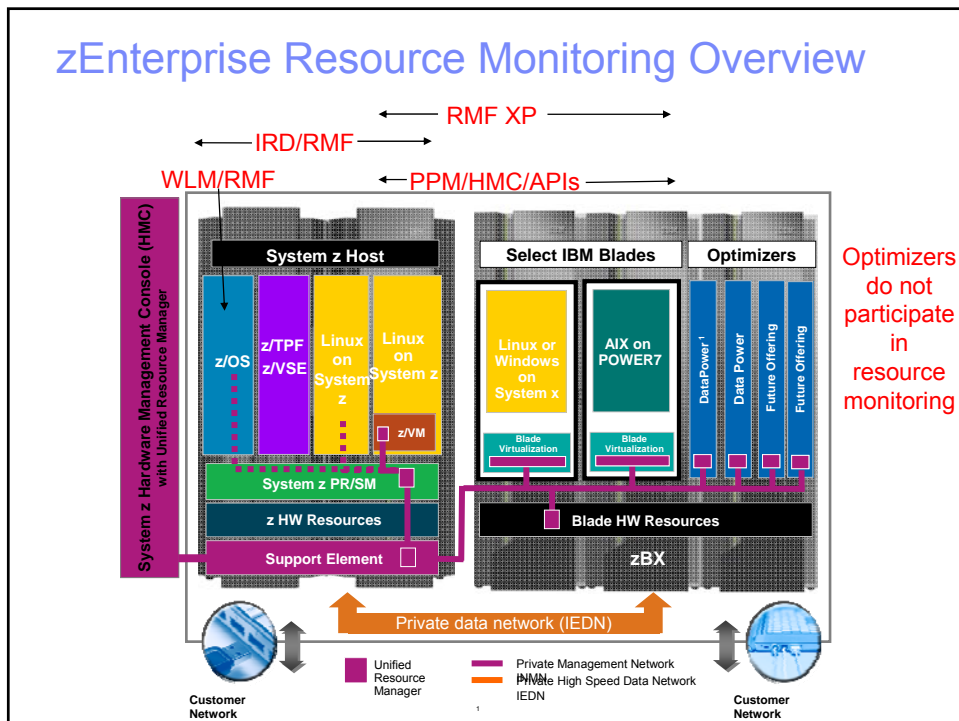 zEnterprise Resource Monitoring Overview
RMF XP
IRD/RMF
WLM/RMF
PPM/HMC/APIs
System z Hardware Management Console (HMC)
with Unified Resource Manager
System z Host
Select IBM Blades
Optimizers
z/OS
z/TPF
z/VSE
Linux
on
System
z
Linux
on
System z
z/VM
Linux or
Windows
on
System x
AIX on
POWER7
Blade
Virtualization
Blade
Virtualization
DataPower 1
Data Power
Future Offering
Future Offering
Optimizers
do not
participate
in
resource
monitoring
System z PR/SM
z HW Resources
Support Element
Blade HW Resources
zBX
Private data network (IEDN)
Customer
Network
Unified
Resource
Manager
Private Management Network
INMN
Private High Speed Data Network
IEDN
Customer
Network
1